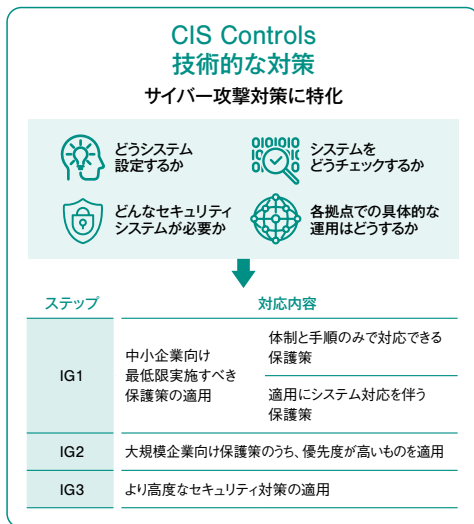 CIS Controls
技術的な対策
サイバー攻撃対策に特化
どうシステム
設定するか
システムを
どうチェックするか
どんなセキュリティ
システムが必要か
各拠点での具体的な
運用はどうするか
ステップ
対応内容
IG1
中小企業向け
最低限実施すべき
保護策の適用
体制と手順のみで対応できる
保護策
適用にシステム対応を伴う
保護策
IG2
大規模企業向け保護策のうち、優先度が高いものを適用
IG3
より高度なセキュリティ対策の適用